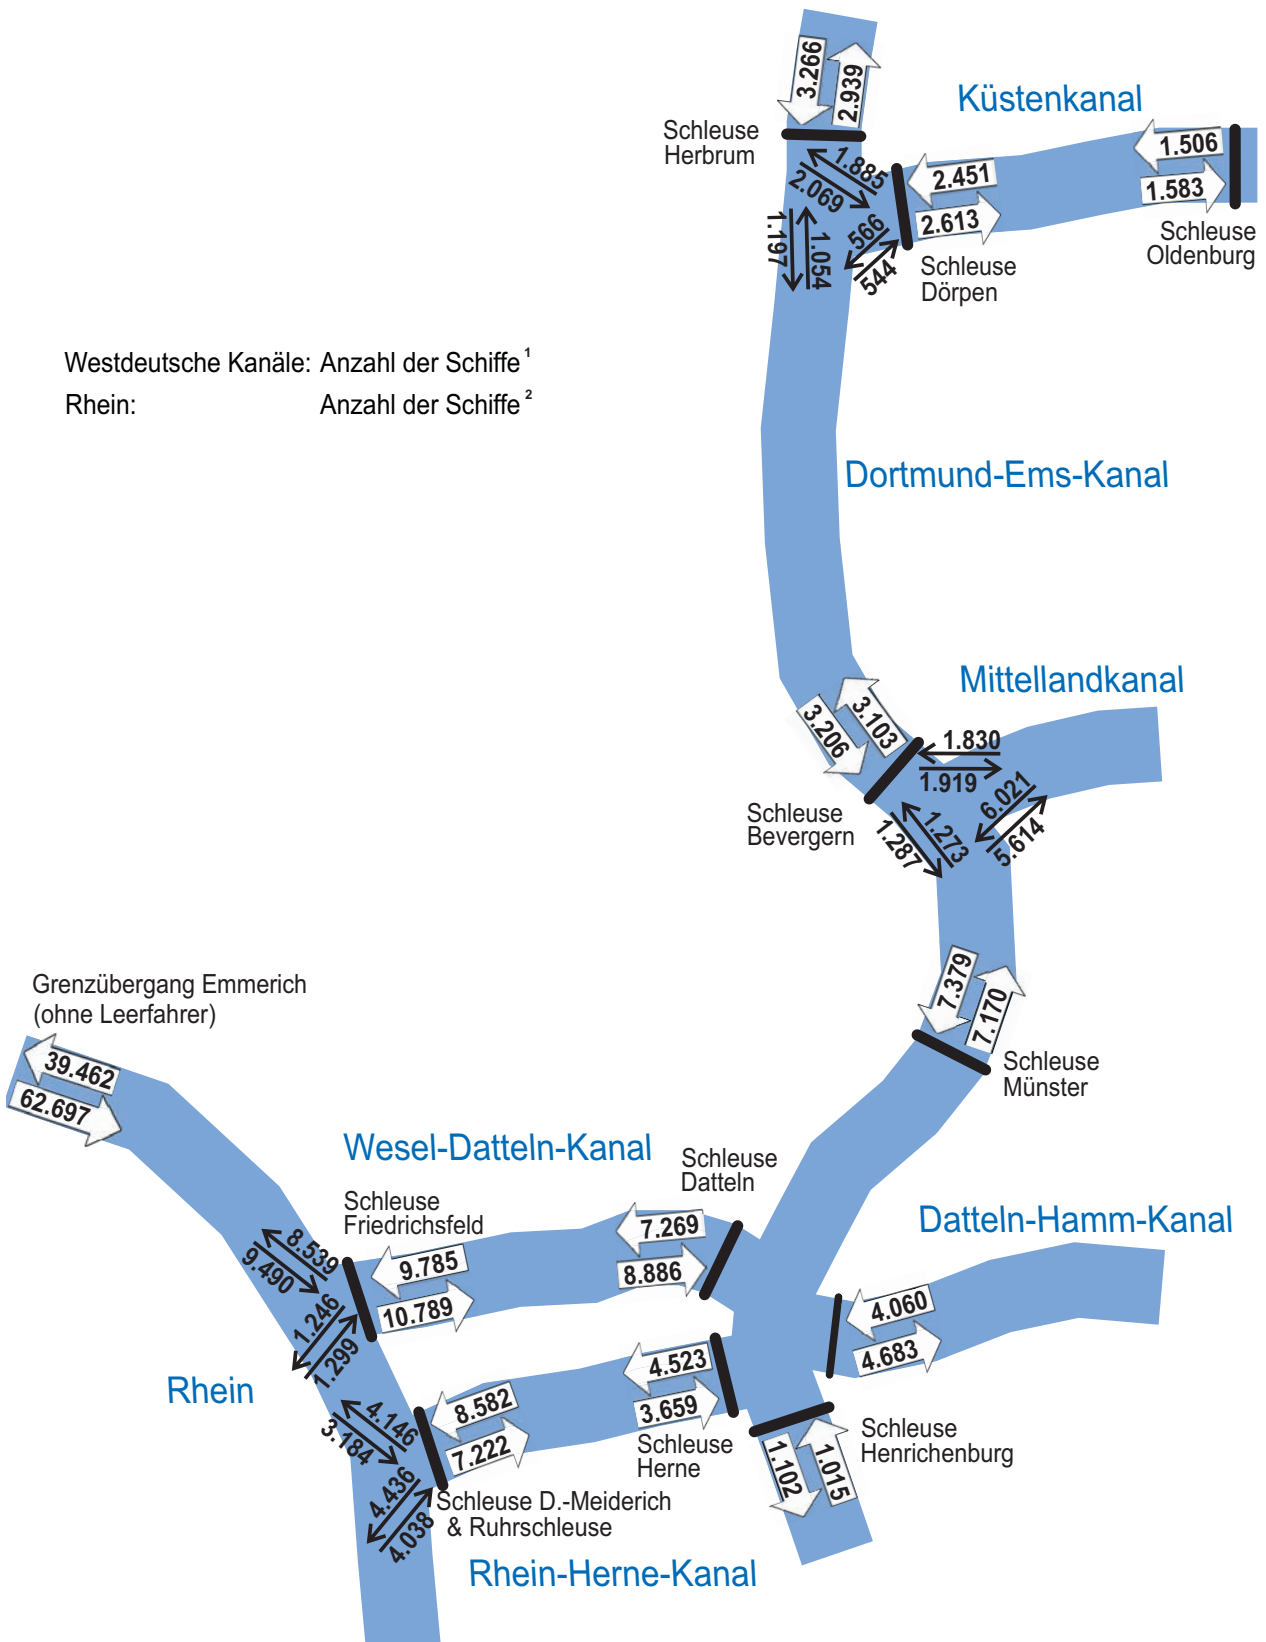 3.266
2.939
Küstenkanal
Schleuse
Herbrum
1.506
1.583
1.885
2.069
2.451
2.613
566
544
1.197
1.054
Schleuse
Oldenburg
Schleuse
Dörpen
Westdeutsche Kanäle: Anzahl der Schiffe ¹
Rhein: Anzahl der Schiffe ²
Dortmund-Ems-Kanal
Mittellandkanal
3.206
3.103
1.830
1.919
6.021
5.614
Schleuse
Bevergern
1.273
1.287
7.379
7.170
Schleuse
Münster
Grenzübergang Emmerich
(ohne Leerfahrer)
39.462
62.697
Wesel-Datteln-Kanal
Schleuse
Datteln
Schleuse
Friedrichsfeld
7.269
8.886
Datteln-Hamm-Kanal
8.539
9.490
9.785
10.789
1.246
1.299
4.060
4.683
Rhein
4.523
3.659
4.146
3.184
8.582
7.222
Schleuse
Herne
Schleuse
Henrichenburg
1.102
1.015
4.436
4.038
Schleuse D.-Meiderich
& Ruhrschleuse
Rhein-Herne-Kanal